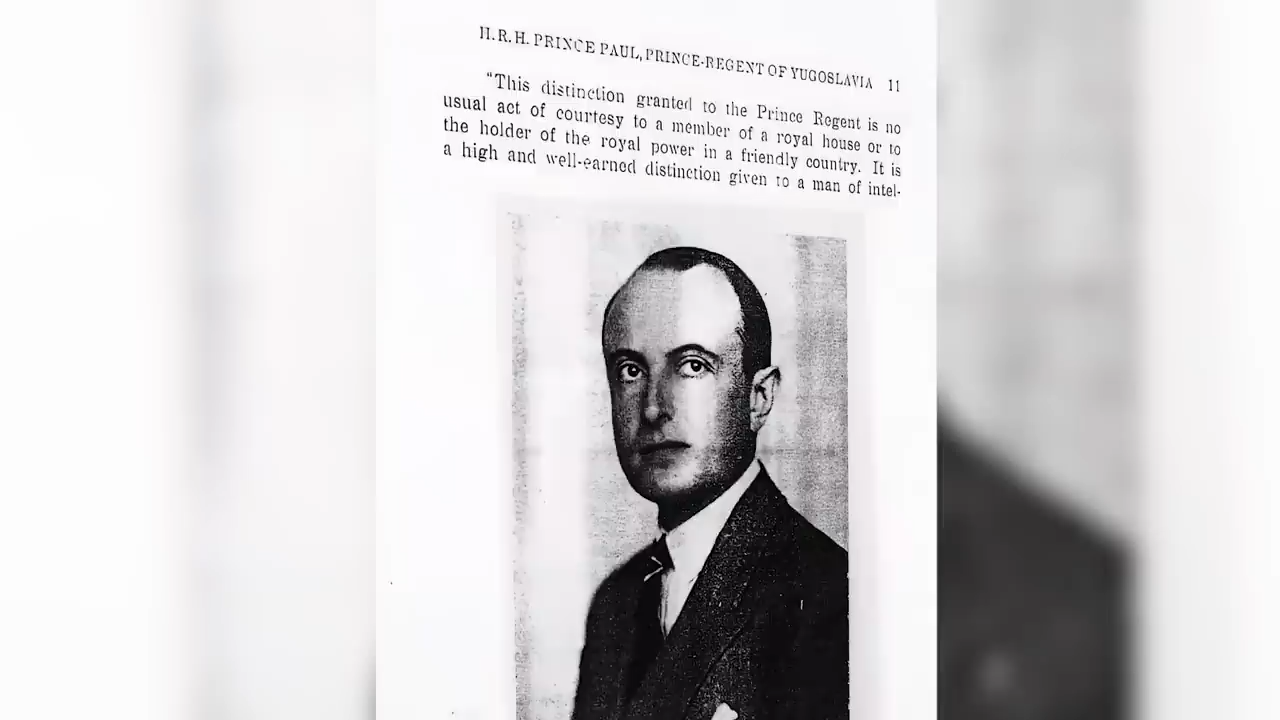 H.R.H. PRINCE PAUL, PRINCE-REGENT OF YUGOSLAVIA 11
"This distinction granted to the Prince Regent is no
usual act of courtesy to a member of a royal house or to
the holder of the royal power in a friendly country. It is
a high and well-earned distinction given to a man of intel-